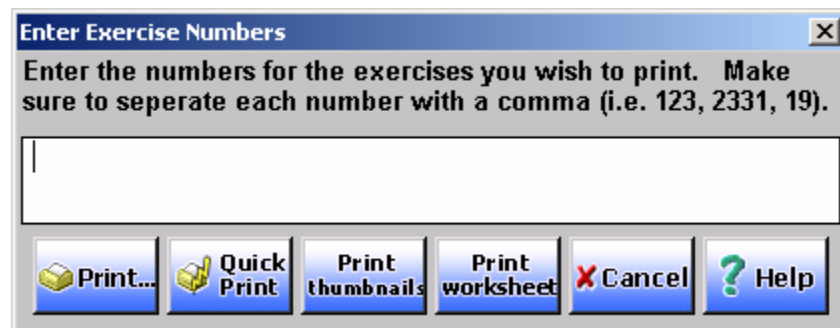 Enter Exercise Numbers
Enter the numbers for the exercises you wish to print. Make
sure to seperate each number with a comma (i.e. 123, 2331, 19).
Print...
Quick
Print
Print
thumbnails
Print
worksheet
Cancel
Help